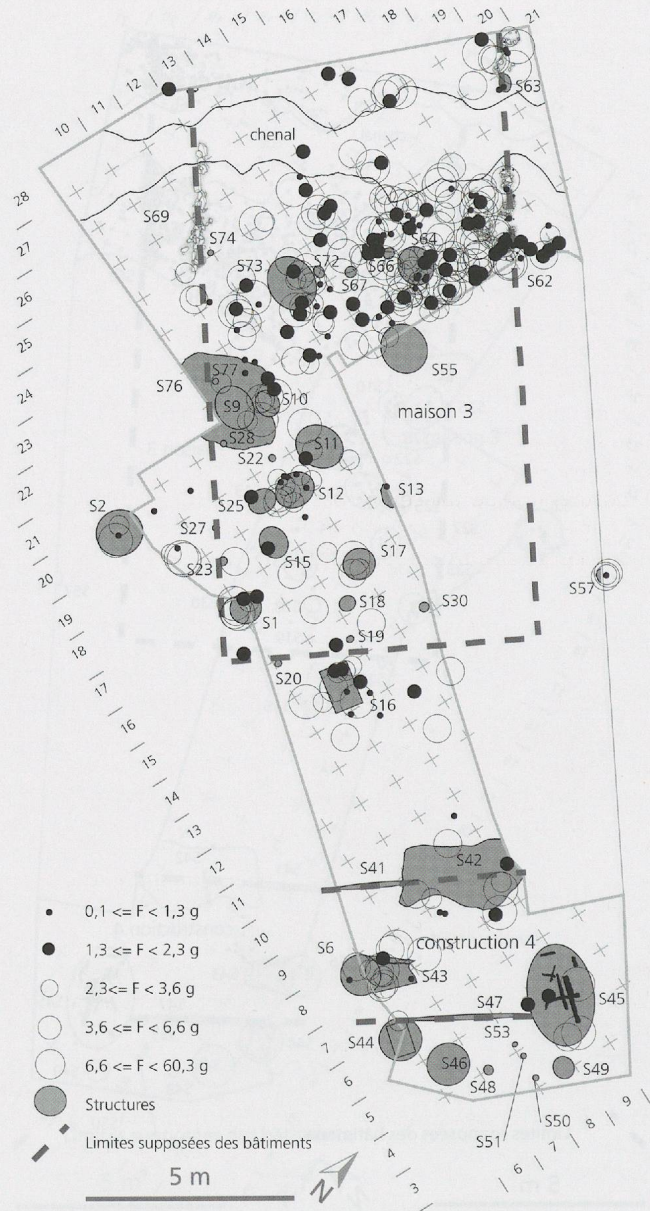 15 16 17 18 19 20 21
10 11 12 13 14
28
27
26
25
24
23
22
21
20
19
18
17
16
15
14
13
12
11
10
9
8
7
6
5
4
3
6 7 8 9
chenal
S63
S69
S74
S73
S72
S66
S64
S67
S62
S76
S77
S55
S9
S10
maison 3
S28
S22
S11
S2
S25
S12
S13
S27
S23
S15
S17
S57
S1
S18
S30
S19
S20
S16
S41
S42
0,1 <= F < 1,3 g
1,3 <= F < 2,3 g
2,3<= F < 3,6 g
3,6 <= F < 6,6 g
6,6 <= F < 60,3 g
Structures
Limites supposées des bâtiments
5 m
N
construction 4
S6
S43
S47
S45
S44
S53
S46
S48
S49
S50
S51